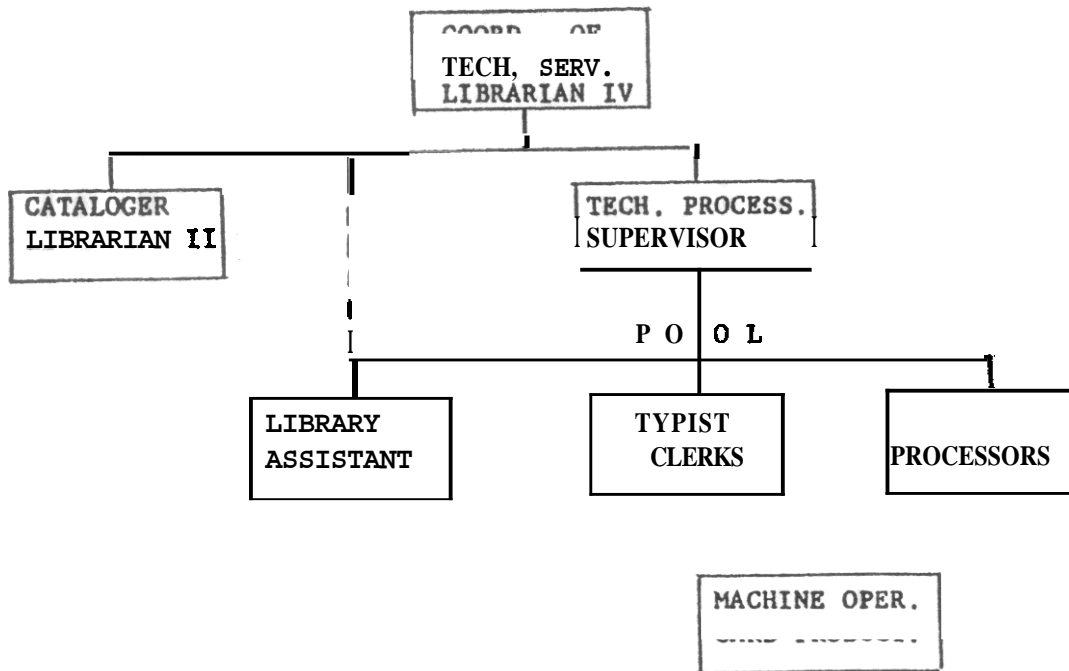 TECH, SERV.
LIBRARIAN IV
CATALOGER
LIBRARIAN II
TECH. PROCESS.
SUPERVISOR
P O O L
LIBRARY
ASSISTANT
TYPIST
CLERKS
PROCESSORS
MACHINE OPER.